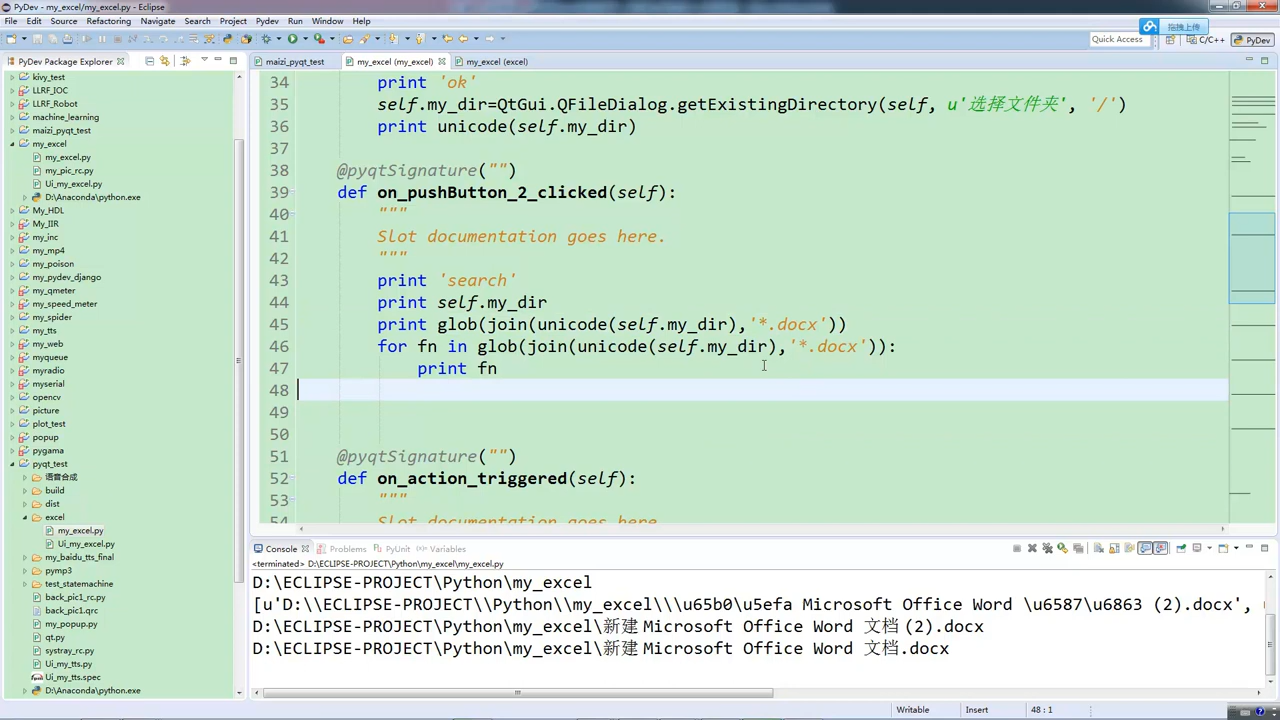 PyDev - my_excel/my_excel.py - Eclipse
File Edit Source Refactoring Navigate Search Project Pydev Run Window Help
拖拽上传
Quick Access
C/C++
PyDev
PyDev Package Explorer
maizi_pyqt_test
my_excel (my_excel)
my_excel (excel)
kivy_test
LLRF_IOC
LLRF_Robot
machine_learning
maizi_pyqt_test
my_excel
my_excel.py
my_pic_rc.py
Ui_my_excel.py
D:\Anaconda\python.exe
My_HDL
My_IIR
my_inc
my_mp4
my_poison
my_pydev_django
my_qmeter
my_speed_meter
my_spider
my_tts
my_web
myqueue
myradio
myserial
opencv
picture
plot_test
popup
pygama
pyqt_test
语音合成
build
dist
excel
my_excel.py
Ui_my_excel.py
my_baidu_tts_final
pymp3
test_statemachine
back_pic1_rc.py
back_pic1.qrc
my_popup.py
qt.py
systray_rc.py
Ui_my_tts.py
Ui_my_tts.spec
D:\Anaconda\python.exe
34 print 'ok'
35 self.my_dir=QtGui.QFileDialog.getExistingDirectory(self, u'选择文件夹', '/')
36 print unicode(self.my_dir)
37
38 @pyqtSignature("")
39 def on_pushButton_2_clicked(self):
40 """
41 Slot documentation goes here.
42 """
43 print 'search'
44 print self.my_dir
45 print glob(join(unicode(self.my_dir),'*.docx'))
46 for fn in glob(join(unicode(self.my_dir),'*.docx')):
47 print fn
48
49
50
51 @pyqtSignature("")
52 def on_action_triggered(self):
53 """
54 Slot documentation goes here.
Console Problems PyUnit Variables
<terminated> D:\ECLIPSE-PROJECT\Python\my_excel\my_excel.py
D:\ECLIPSE-PROJECT\Python\my_excel
[u'D:\\ECLIPSE-PROJECT\\Python\\my_excel\\\u65b0\u5efa Microsoft Office Word \u6587\u6863 (2).docx',
D:\ECLIPSE-PROJECT\Python\my_excel\新建 Microsoft Office Word 文档 (2).docx
D:\ECLIPSE-PROJECT\Python\my_excel\新建 Microsoft Office Word 文档.docx
Writable Insert 48 : 1